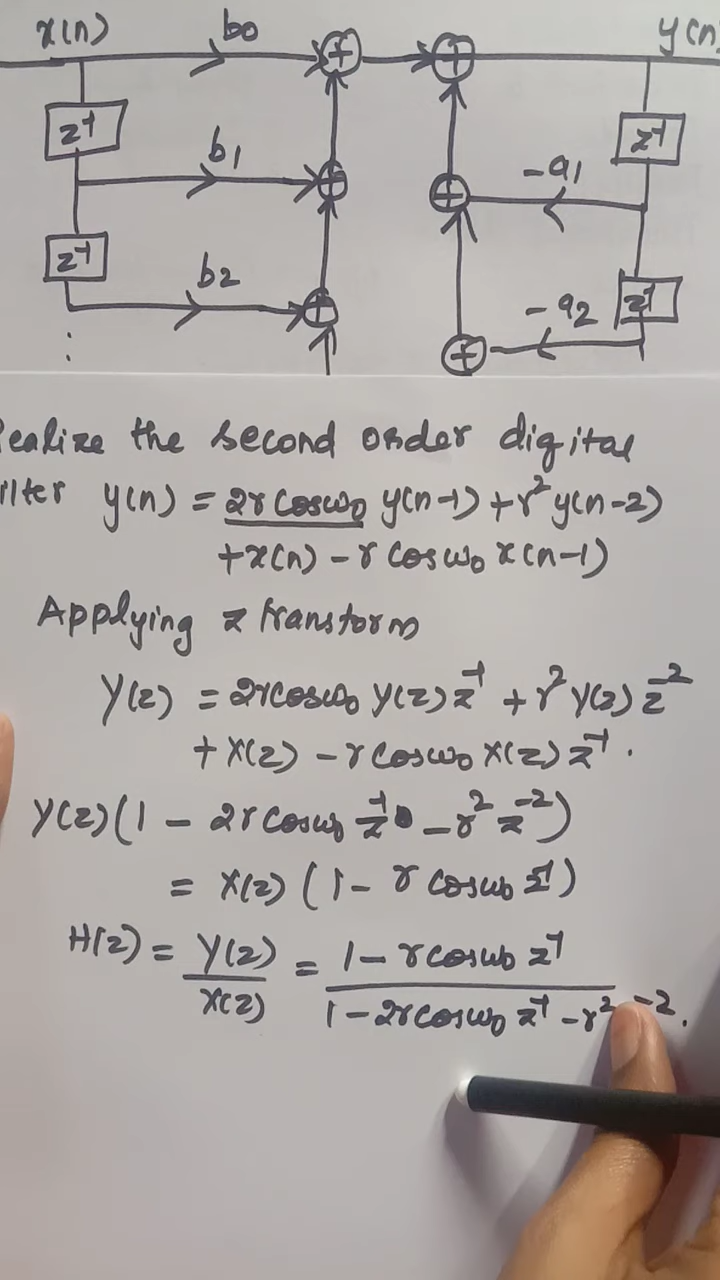 x(n) b0 y(n)
z⁻¹ b1 -a1 z⁻¹
z⁻¹ b2 -a2 z⁻¹
ealize the second order digital
ilter y(n) = 2r cosω₀ y(n-1) + r² y(n-2)
+x(n) - r cosω₀ x(n-1)
Applying z transform
Y(z) = 2r cosω₀ Y(z) z⁻¹ + r² Y(z) z⁻²
+ X(z) - r cosω₀ X(z) z⁻¹.
Y(z) (1 - 2r cosω₀ z⁻¹ - r² z⁻²)
= X(z) (1 - r cosω₀ z⁻¹)
H(z) = Y(z) = 1 - r cosω₀ z⁻¹
X(z) 1 - 2r cosω₀ z⁻¹ - r² -2.